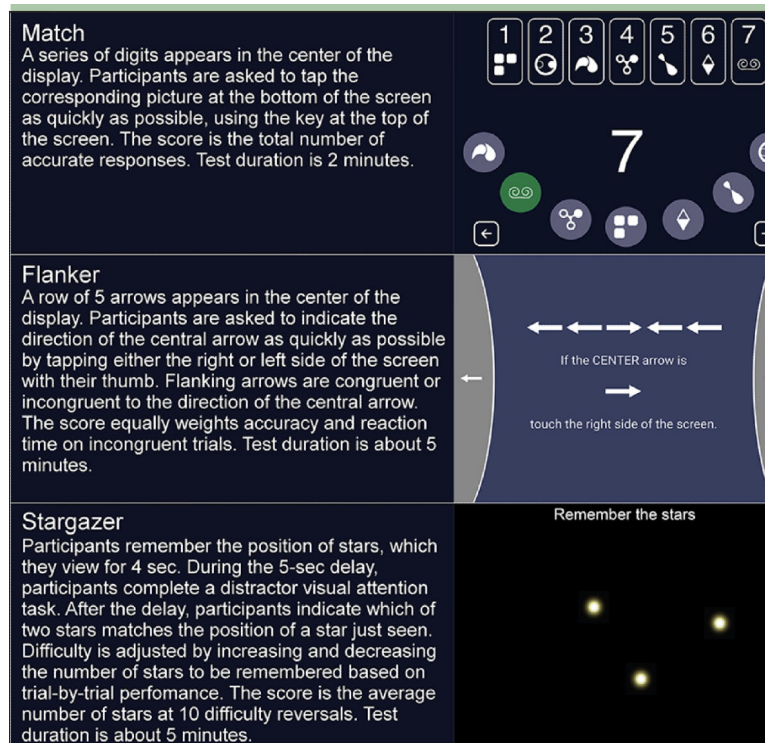 Match
A series of digits appears in the center of the
display. Participants are asked to tap the
corresponding picture at the bottom of the screen
as quickly as possible, using the key at the top of
the screen. The score is the total number of
accurate responses. Test duration is 2 minutes.
1 2 3 4 5 6 7
7
Flanker
A row of 5 arrows appears in the center of the
display. Participants are asked to indicate the
direction of the central arrow as quickly as possible
by tapping either the right or left side of the screen
with their thumb. Flanking arrows are congruent or
incongruent to the direction of the central arrow.
The score equally weights accuracy and reaction
time on incongruent trials. Test duration is about 5
minutes.
If the CENTER arrow is
touch the right side of the screen.
Stargazer
Participants remember the position of stars, which
they view for 4 sec. During the 5-sec delay,
participants complete a distractor visual attention
task. After the delay, participants indicate which of
two stars matches the position of a star just seen.
Difficulty is adjusted by increasing and decreasing
the number of stars to be remembered based on
trial-by-trial perfomance. The score is the average
number of stars at 10 difficulty reversals. Test
duration is about 5 minutes.
Remember the stars